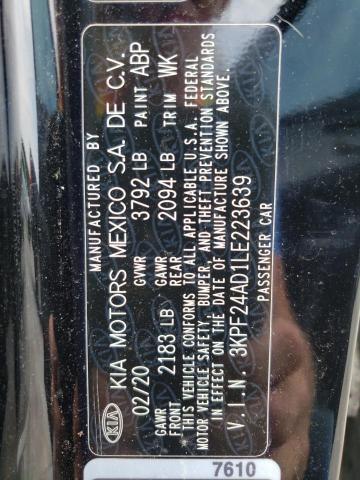 MANUFACTURED BY
KIA KIA MOTORS MEXICO S.A. DE C.V.
02/20 GVWR 3792 LB PAINT ABP
GAWR FRONT 2183 LB GAWR REAR 2094 LB TRIM WK
"THIS VEHICLE CONFORMS TO ALL APPLICABLE U.S.A. FEDERAL
MOTOR VEHICLE SAFETY, BUMPER, AND THEFT PREVENTION STANDARDS
IN EFFECT ON THE DATE OF MANUFACTURE SHOWN ABOVE."
V.I.N. 3KPF24AD1LE223639
PASSENGER CAR
7610